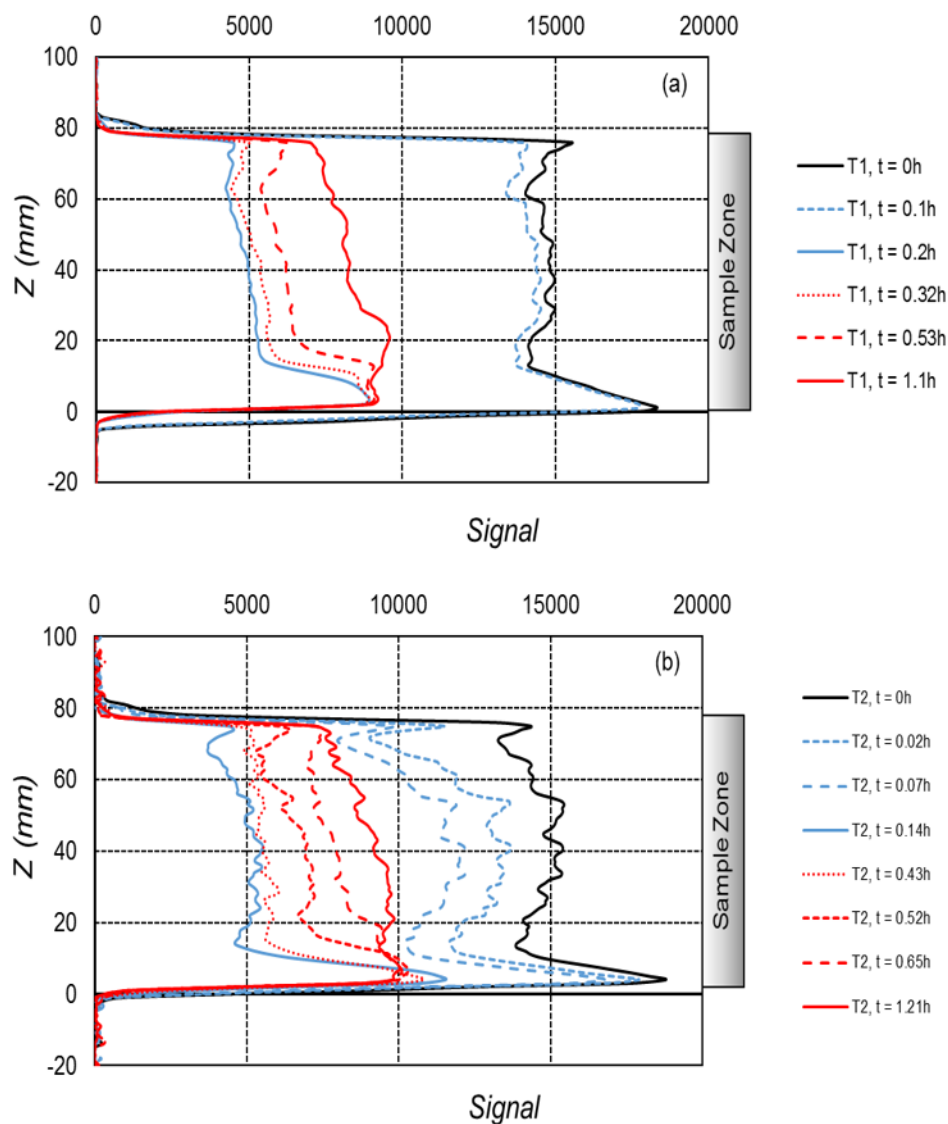 0 5000 10000 15000 20000
100
80
60
40
20
0
-20
Z (mm)
(a)
Sample Zone
Signal
T1, t = 0h
T1, t = 0.1h
T1, t = 0.2h
T1, t = 0.32h
T1, t = 0.53h
T1, t = 1.1h
0 5000 10000 15000 20000
100
80
60
40
20
0
-20
Z (mm)
(b)
Sample Zone
Signal
T2, t = 0h
T2, t = 0.02h
T2, t = 0.07h
T2, t = 0.14h
T2, t = 0.43h
T2, t = 0.52h
T2, t = 0.65h
T2, t = 1.21h